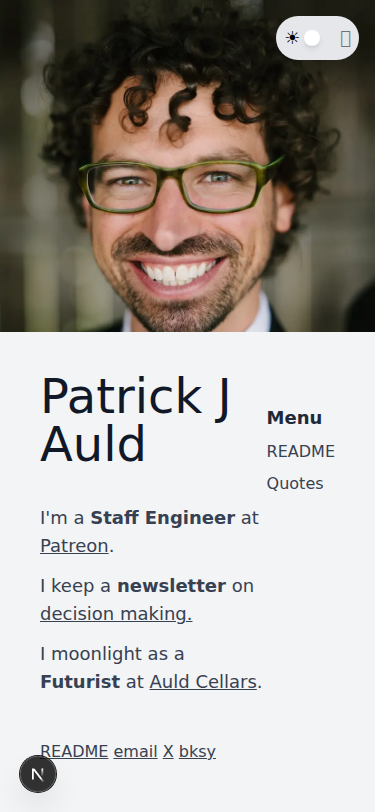 Patrick J
Auld
Menu
README
Quotes
I'm a Staff Engineer at
Patreon.
I keep a newsletter on
decision making.
I moonlight as a
Futurist at Auld Cellars.
README email X bksy
N